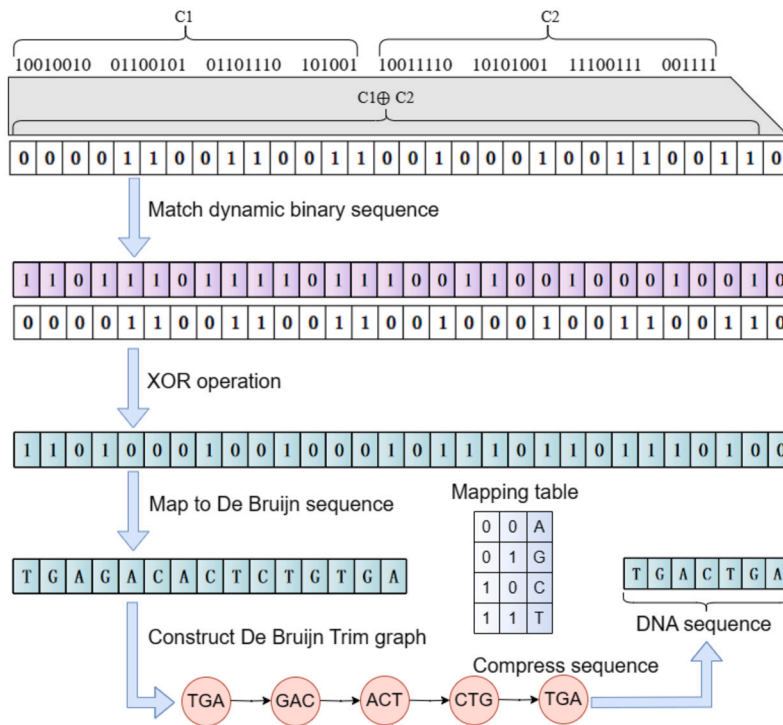 C1 C2
10010010 01100101 01101110 101001 10011110 10101001 11100111 001111
C1⊕ C2
0 0 0 0 1 1 0 0 1 1 0 0 1 1 0 0 1 0 0 0 1 0 0 1 1 0 0 1 1 0
Match dynamic binary sequence
1 1 0 1 1 1 0 1 1 1 1 0 1 1 1 0 0 1 1 0 0 1 0 0 0 1 0 0 1 0
0 0 0 0 1 1 0 0 1 1 0 0 1 1 0 0 1 0 0 0 1 0 0 1 1 0 0 1 1 0
XOR operation
1 1 0 1 0 0 0 1 0 0 1 0 0 0 1 0 1 1 1 0 1 1 0 1 1 1 0 1 0 0
Map to De Bruijn sequence
Mapping table
0 0 A
0 1 G
1 0 C
1 1 T
T G A G A C A C T C T G T G A
T G A C T G A
DNA sequence
Construct De Bruijn Trim graph
Compress sequence
TGA GAC ACT CTG TGA